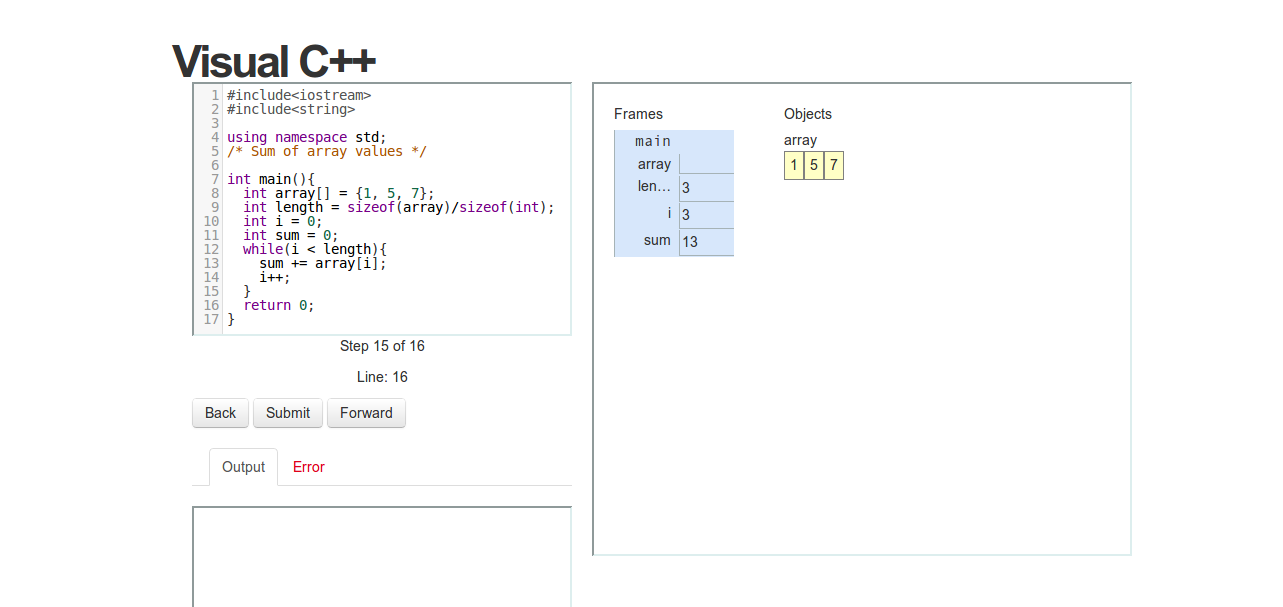 Visual C++
1 #include<iostream>
2 #include<string>
3
4 using namespace std;
5 /* Sum of array values */
6
7 int main(){
8   int array[] = {1, 5, 7};
9   int length = sizeof(array)/sizeof(int);
10   int i = 0;
11   int sum = 0;
12   while(i < length){
13     sum += array[i];
14     i++;
15   }
16   return 0;
17 }
Step 15 of 16
Line: 16
Back Submit Forward
Output Error
Frames
main
array
len... 3
i 3
sum 13
Objects
array
1 5 7